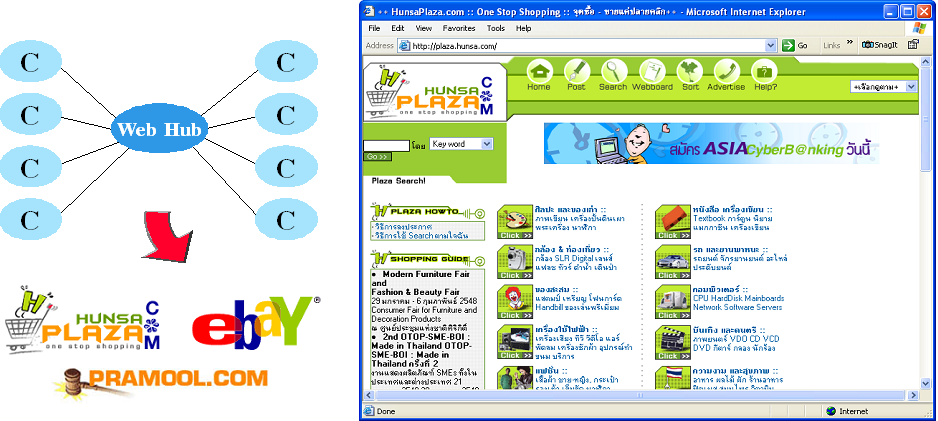 C
C
C
C
C
C
C
C
Web Hub
HUNSA
PLAZA
COM
one stop shopping
ebaY®
PRAMOOL.COM
++ HunsaPlaza.com :: One Stop Shopping :: จุดซื้อ - ขายแค่ปลายคลิก++ - Microsoft Internet Explorer
File Edit View Favorites Tools Help
Address http://plaza.hunsa.com/ Go Links » SnagIt
HUNSA
PLAZA
COM
one stop shopping
Home Post Search Webboard Sort Advertise Help?
+เลือกดูตาม+
โดย Key word
Go >>
Plaza Search!
สมัคร ASIA CyberB@nking วันนี้
PLAZA HOWTO
วิธีการลงประกาศ
วิธีการใช้ Search ตามใจฉัน
SHOPPING GUIDE
• Modern Furniture Fair
and
Fashion & Beauty Fair
29 มกราคม - 6 กุมภาพันธ์ 2548
Consumer Fair for Furniture and
Decoration Products
ณ ศูนย์ประชุมแห่งชาติสิริกิติ์
• 2nd OTOP-SME-BOI :
Made in Thailand OTOP-
SME-BOI : Made in
Thailand ครั้งที่ 2
งานแสดงผลิตภัณฑ์ SMEs ทั้งใน
ประเทศและต่างประเทศ 21
ศิลปะ และของเก่า ::
ภาพเขียน เครื่องปั้นดินเผา
พระเครื่อง นาฬิกา
Click >>
กล้อง & ท่องเที่ยว ::
กล้อง SLR Digital เลนส์
แฟลช ทัวร์ ดำน้ำ เดินป่า
Click >>
ของสะสม ::
แสตมป์ เหรียญ โฟนการ์ด
Handbill ของเล่นพรีเมียม
Click >>
เครื่องใช้ไฟฟ้า ::
เครื่องเสียง ทีวี วิดีโอ แอร์
พัดลม เครื่องซักผ้า อุปกรณ์ทำ
ขนม บริการ
Click >>
แฟชั่น ::
เสื้อผ้า ชาย-หญิง, กระเป๋า
Click >>
หนังสือ เครื่องเขียน ::
Textbook การ์ตูน นิยาย
แมกกาซีน เครื่องเขียน
Click >>
รถ และยานพาหนะ ::
รถยนต์ จักรยานยนต์ อะไหล่
ประดับยนต์
Click >>
คอมพิวเตอร์ ::
CPU HardDisk Mainboards
Network Software Servers
Click >>
บันเทิง และดนตรี ::
ภาพยนตร์ VDO CD VCD
DVD กีตาร์ กลอง นักร้อง
Click >>
ความงาม และสุขภาพ ::
อาหาร ผลไม้ ผัก ร้านอาหาร
Click >>
Done Internet